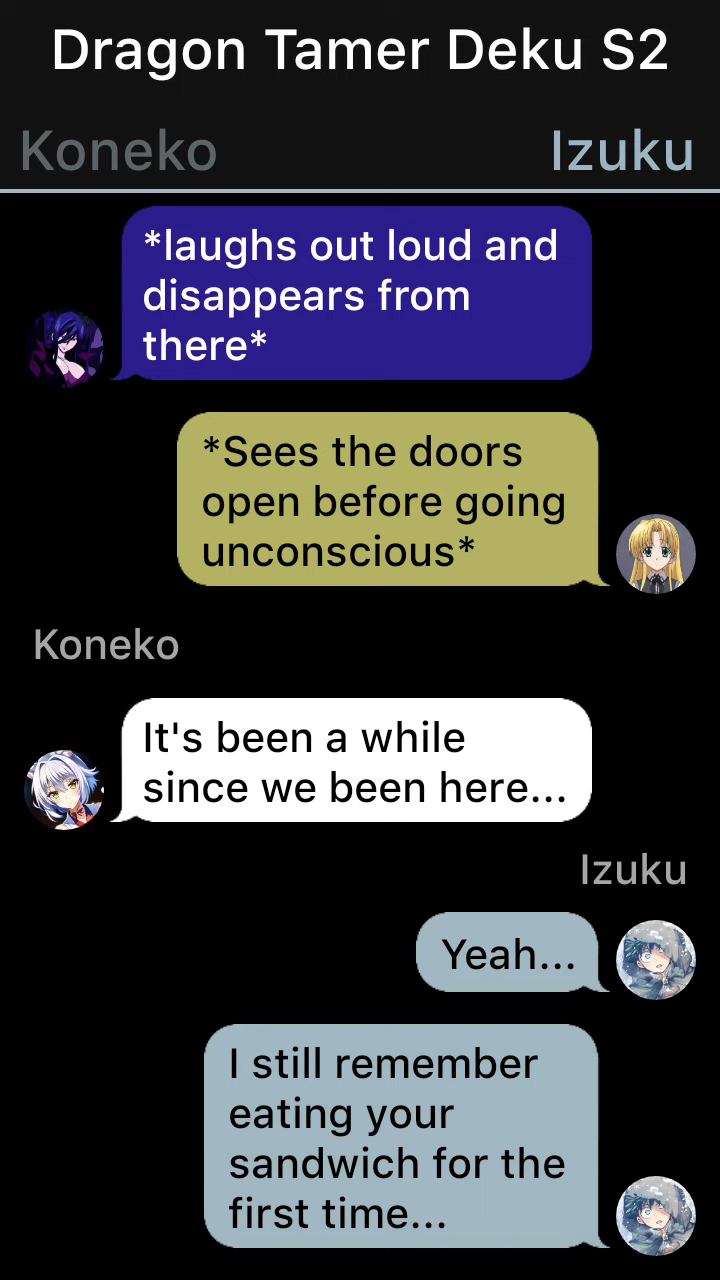 Dragon Tamer Deku S2
Koneko
Izuku
*laughs out loud and
disappears from
there*
*Sees the doors
open before going
unconscious*
Koneko
It's been a while
since we been here...
Izuku
Yeah...
I still remember
eating your
sandwich for the
first time...